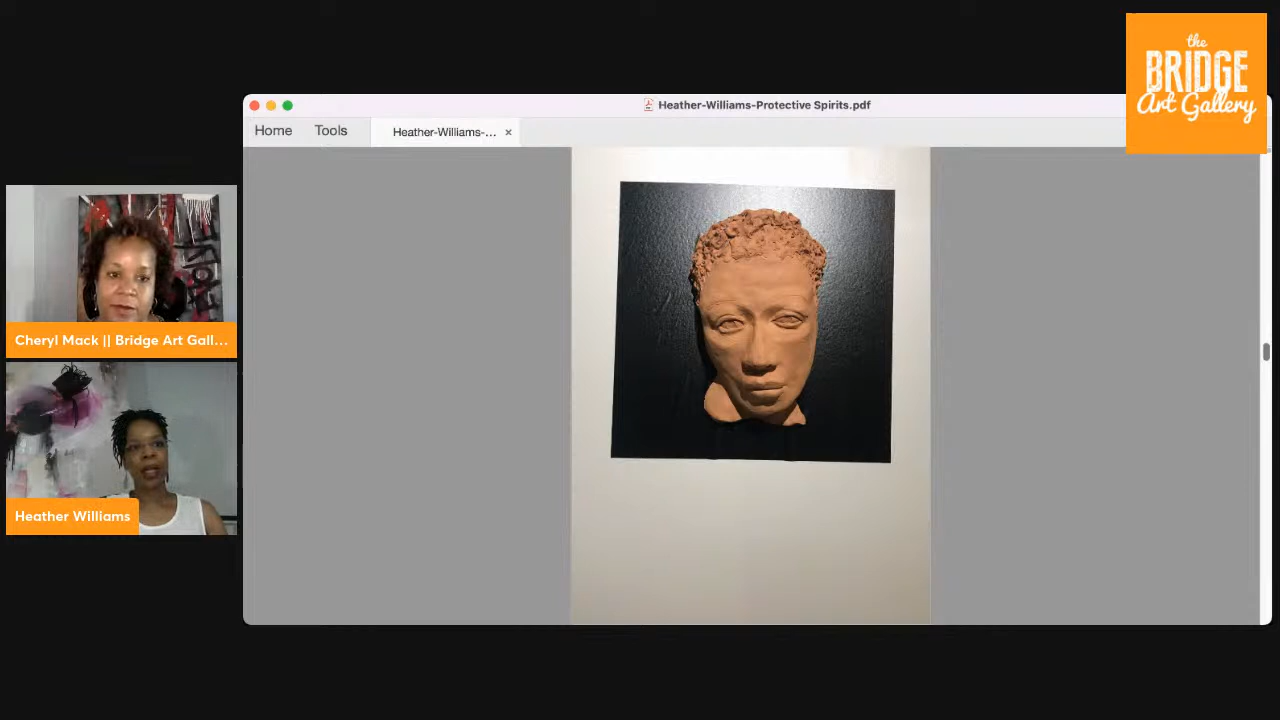 the
BRIDGE
Art Gallery
Heather-Williams-Protective Spirits.pdf
Home
Tools
Heather-Williams-...
Cheryl Mack || Bridge Art Gall...
Heather Williams